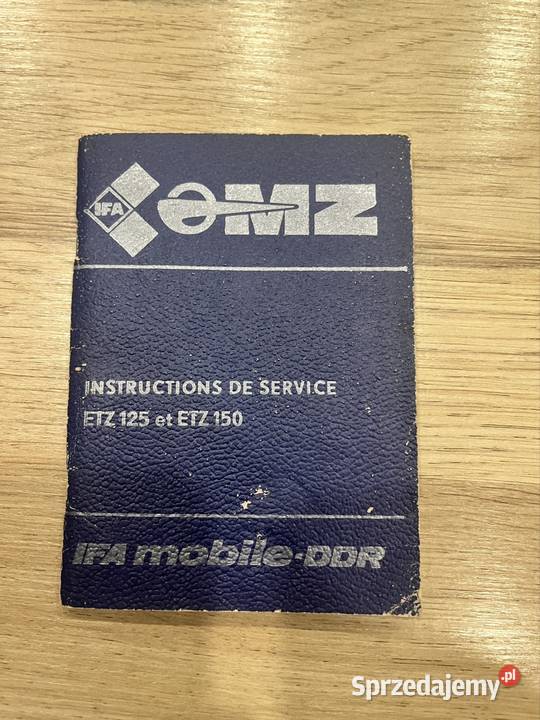 IFA
MZ
INSTRUCTIONS DE SERVICE
ETZ 125 et ETZ 150
IFA mobile-DDR
Sprzedajemy.pl